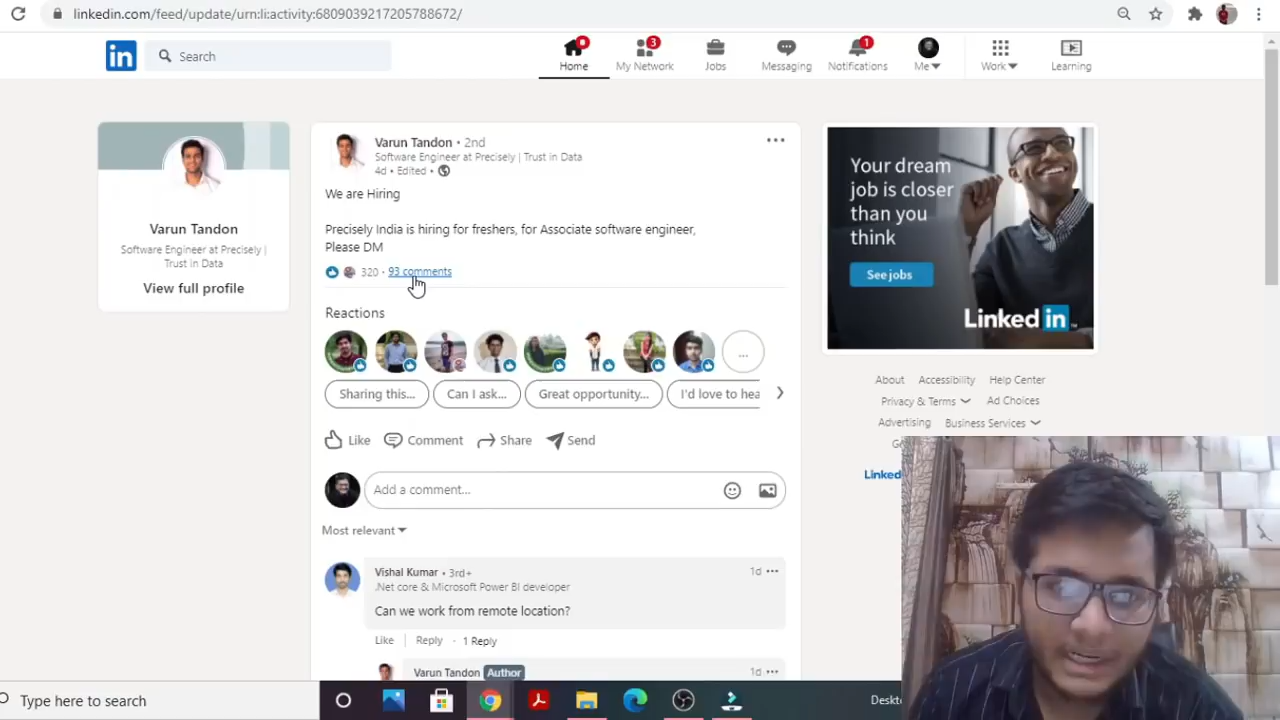 linkedin.com/feed/update/urn:li:activity:6809039217205788672/
in
Search
Home
3
My Network
Jobs
Messaging
1
Notifications
Me
Work
Learning
Varun Tandon
Software Engineer at Precisely |
Trust in Data
View full profile
Varun Tandon • 2nd
Software Engineer at Precisely | Trust in Data
4d • Edited •
We are Hiring
Precisely India is hiring for freshers, for Associate software engineer,
Please DM
320 • 93 comments
Reactions
...
Sharing this...
Can I ask...
Great opportunity...
I'd love to hea
Like
Comment
Share
Send
Add a comment...
Most relevant
Vishal Kumar • 3rd+
1d
.Net core & Microsoft Power BI developer
Can we work from remote location?
Like
Reply
1 Reply
Varun Tandon Author
1d
Your dream
job is closer
than you
think
See jobs
Linked in
About
Accessibility
Help Center
Privacy & Terms
Ad Choices
Advertising
Business Services
Linked
Type here to search
Deskto